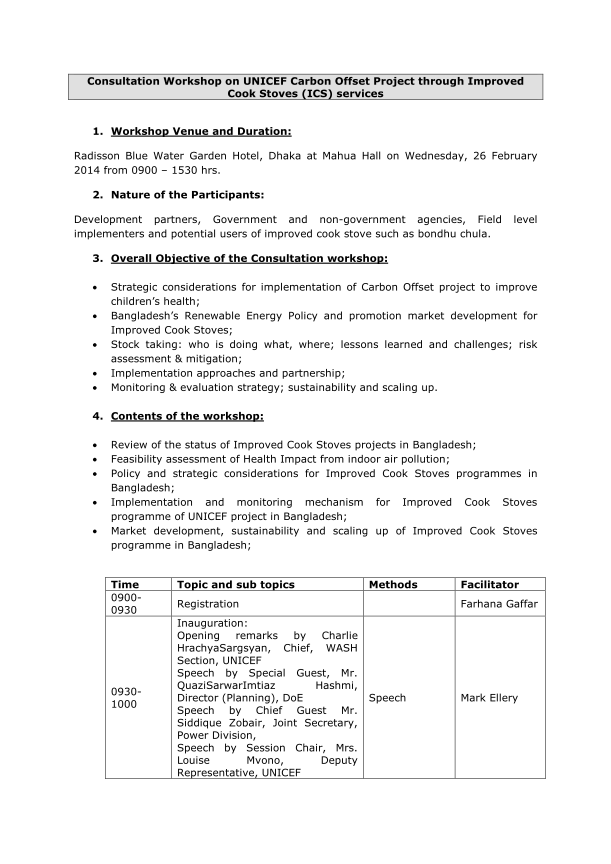 Consultation Workshop on UNICEF Carbon Offset Project through Improved
Cook Stoves (ICS) services
1. Workshop Venue and Duration:
Radisson Blue Water Garden Hotel, Dhaka at Mahua Hall on Wednesday, 26 February
2014 from 0900 – 1530 hrs.
2. Nature of the Participants:
Development partners, Government and non-government agencies, Field level
implementers and potential users of improved cook stove such as bondhu chula.
3. Overall Objective of the Consultation workshop:
• Strategic considerations for implementation of Carbon Offset project to improve
children’s health;
• Bangladesh’s Renewable Energy Policy and promotion market development for
Improved Cook Stoves;
• Stock taking: who is doing what, where; lessons learned and challenges; risk
assessment & mitigation;
• Implementation approaches and partnership;
• Monitoring & evaluation strategy; sustainability and scaling up.
4. Contents of the workshop:
• Review of the status of Improved Cook Stoves projects in Bangladesh;
• Feasibility assessment of Health Impact from indoor air pollution;
• Policy and strategic considerations for Improved Cook Stoves programmes in
Bangladesh;
• Implementation and monitoring mechanism for Improved Cook Stoves
programme of UNICEF project in Bangladesh;
• Market development, sustainability and scaling up of Improved Cook Stoves
programme in Bangladesh;
Time Topic and sub topics Methods Facilitator
0900-
0930
Registration
Farhana Gaffar
0930-
1000
Inauguration:
Opening remarks by Charlie
HrachyaSargsyan, Chief, WASH
Section, UNICEF
Speech by Special Guest, Mr.
QuaziSarwarImtiaz Hashmi,
Director (Planning), DoE
Speech by Chief Guest Mr.
Siddique Zobair, Joint Secretary,
Power Division,
Speech by Session Chair, Mrs.
Louise Mvono, Deputy
Representative, UNICEF
Speech
Mark Ellery